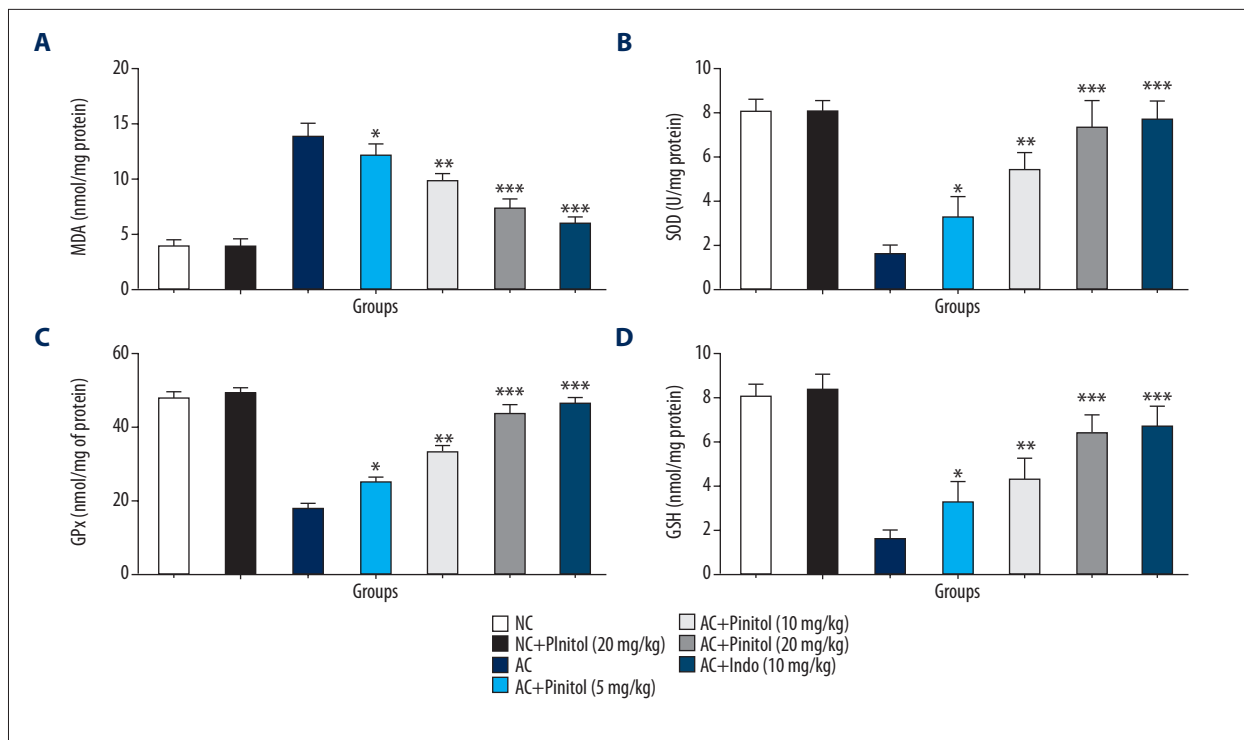 A
MDA (nmol/mg protein)
20
15
10
5
0
*
**
***
***
Groups
B
SOD (U/mg protein)
10
8
6
4
2
0
*
**
***
***
Groups
C
GPx (nmol/mg of protein)
60
40
20
0
*
**
***
***
Groups
D
GSH (nmol/mg protein)
10
8
6
4
2
0
*
**
***
***
Groups
NC
NC+PInitol (20 mg/kg)
AC
AC+Pinitol (5 mg/kg)
AC+Pinitol (10 mg/kg)
AC+Pinitol (20 mg/kg)
AC+Indo (10 mg/kg)